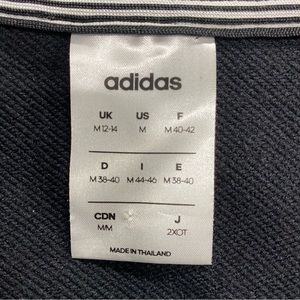 adidas
UK US F
M 12-14 M M 40-42
D I E
M 38-40 M 44-46 M 38-40
CDN J
M/M 2XOT
MADE IN THAILAND